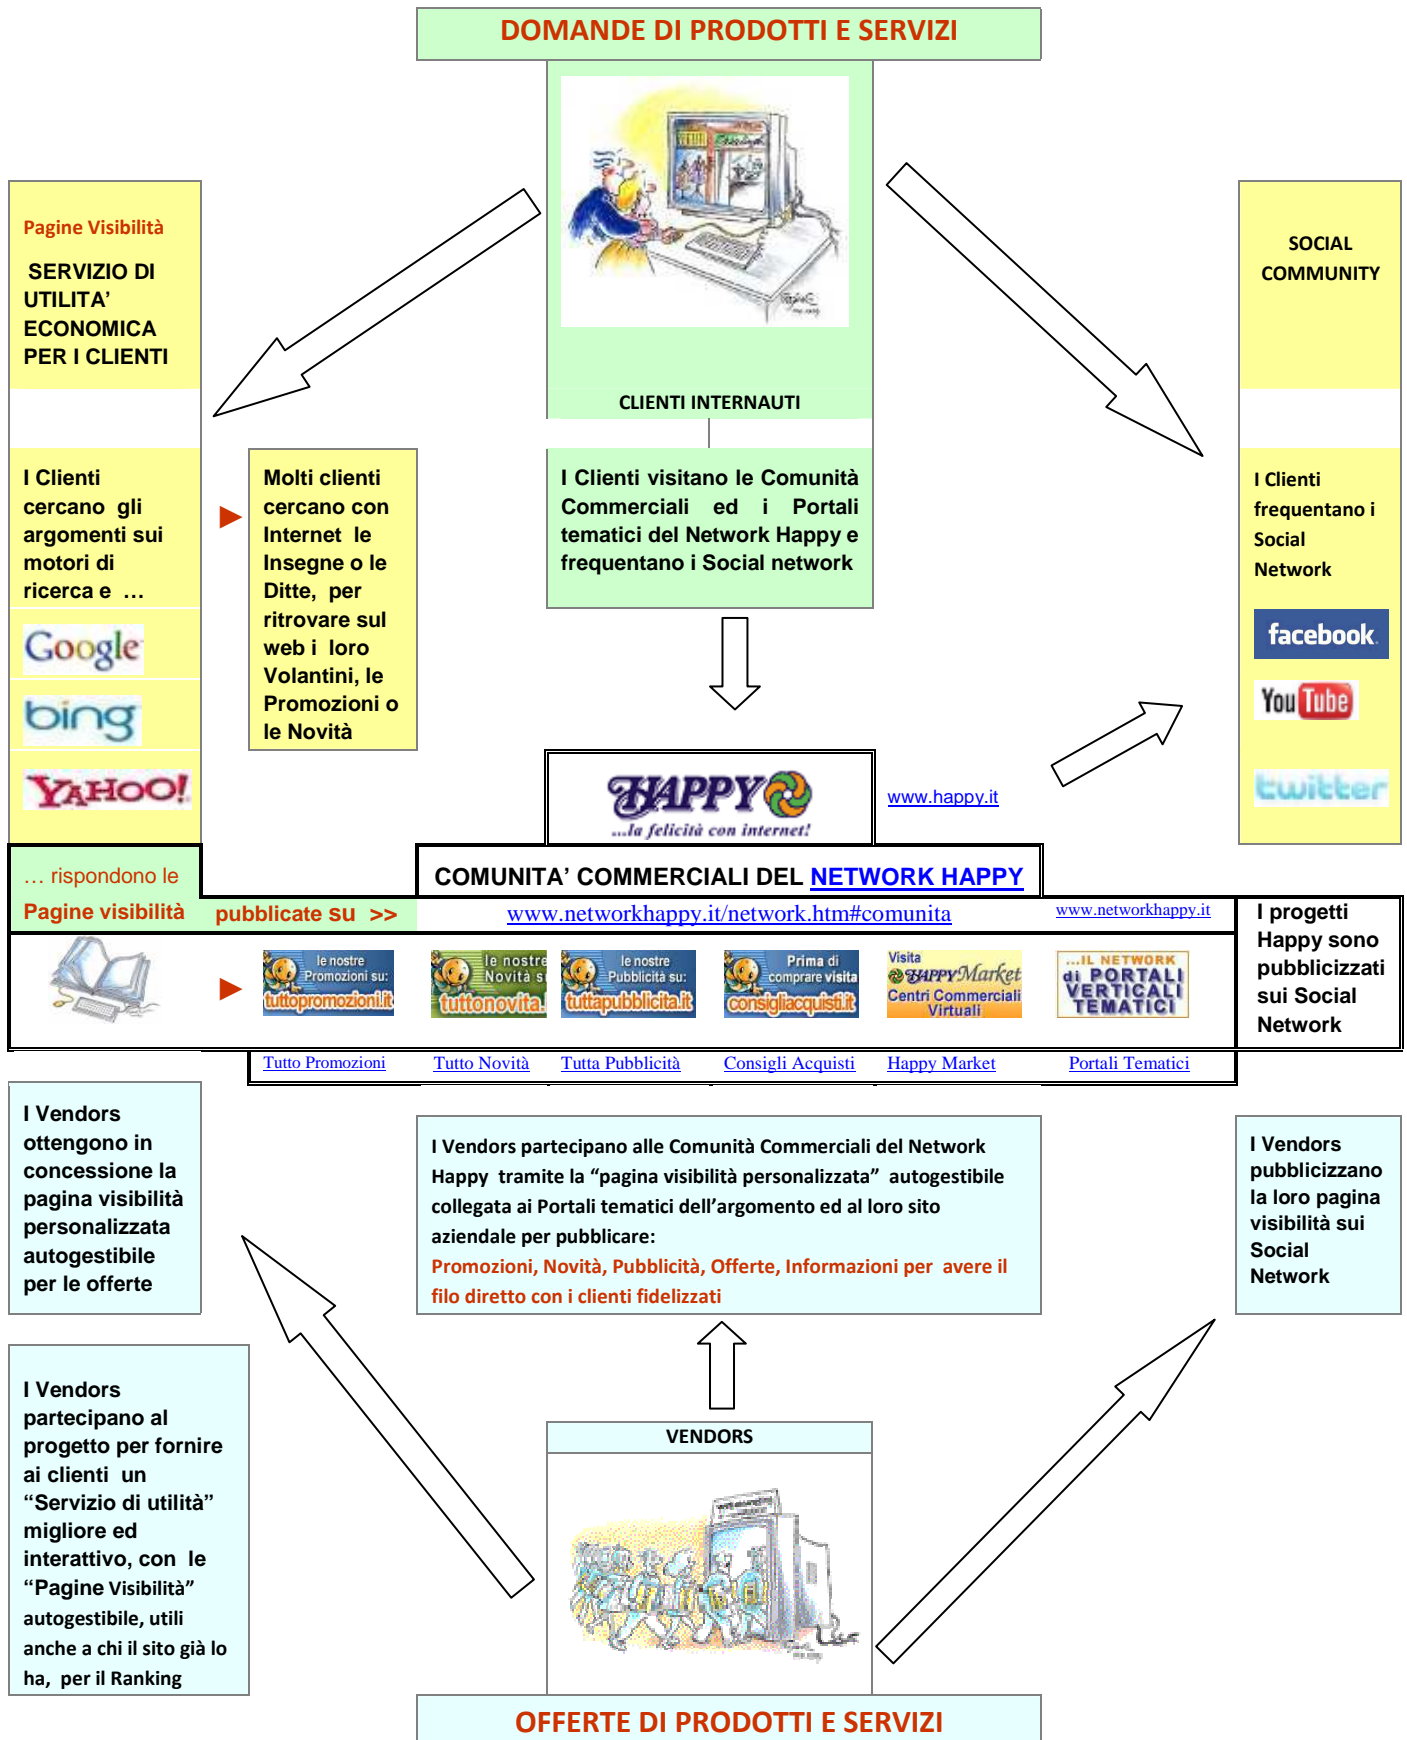 DOMANDE DI PRODOTTI E SERVIZI
CLIENTI INTERNAUTI
Pagine Visibilità
SERVIZIO DI
UTILITA’
ECONOMICA
PER I CLIENTI
SOCIAL
COMMUNITY
I Clienti
cercano gli
argomenti sui
motori di
ricerca e …
Google
bing
YAHOO!
Molti clienti
cercano con
Internet le
Insegne o le
Ditte, per
ritrovare sul
web i loro
Volantini, le
Promozioni o
le Novità
I Clienti visitano le Comunità
Commerciali ed i Portali
tematici del Network Happy e
frequentano i Social network
I Clienti
frequentano i
Social
Network
facebook
YouTube
twitter
HAPPY
...la felicità con internet!
www.happy.it
… rispondono le
Pagine visibilità
pubblicate su >>
COMUNITA’ COMMERCIALI DEL NETWORK HAPPY
www.networkhappy.it/network.htm#comunita
www.networkhappy.it
I progetti
Happy sono
pubblicizzati
sui Social
Network
le nostre
Promozioni su:
tuttopromozioni.it
le nostre
Novità s
tuttonovita.
le nostre
Pubblicità su:
tuttapubblicita.it
Prima di
comprare visita
consigliacquisti.it
Visita
HAPPY Market
Centri Commerciali
Virtuali
...IL NETWORK
di PORTALI
VERTICALI
TEMATICI
Tutto Promozioni
Tutto Novità
Tutta Pubblicità
Consigli Acquisti
Happy Market
Portali Tematici
I Vendors
ottengono in
concessione la
pagina visibilità
personalizzata
autogestibile
per le offerte
I Vendors partecipano alle Comunità Commerciali del Network
Happy tramite la “pagina visibilità personalizzata” autogestibile
collegata ai Portali tematici dell’argomento ed al loro sito
aziendale per pubblicare:
Promozioni, Novità, Pubblicità, Offerte, Informazioni per avere il
filo diretto con i clienti fidelizzati
I Vendors
pubblicizzano
la loro pagina
visibilità sui
Social
Network
I Vendors
partecipano al
progetto per fornire
ai clienti un
“Servizio di utilità”
migliore ed
interattivo, con le
“Pagine Visibilità”
autogestibile, utili
anche a chi il sito già lo
ha, per il Ranking
VENDORS
OFFERTE DI PRODOTTI E SERVIZI